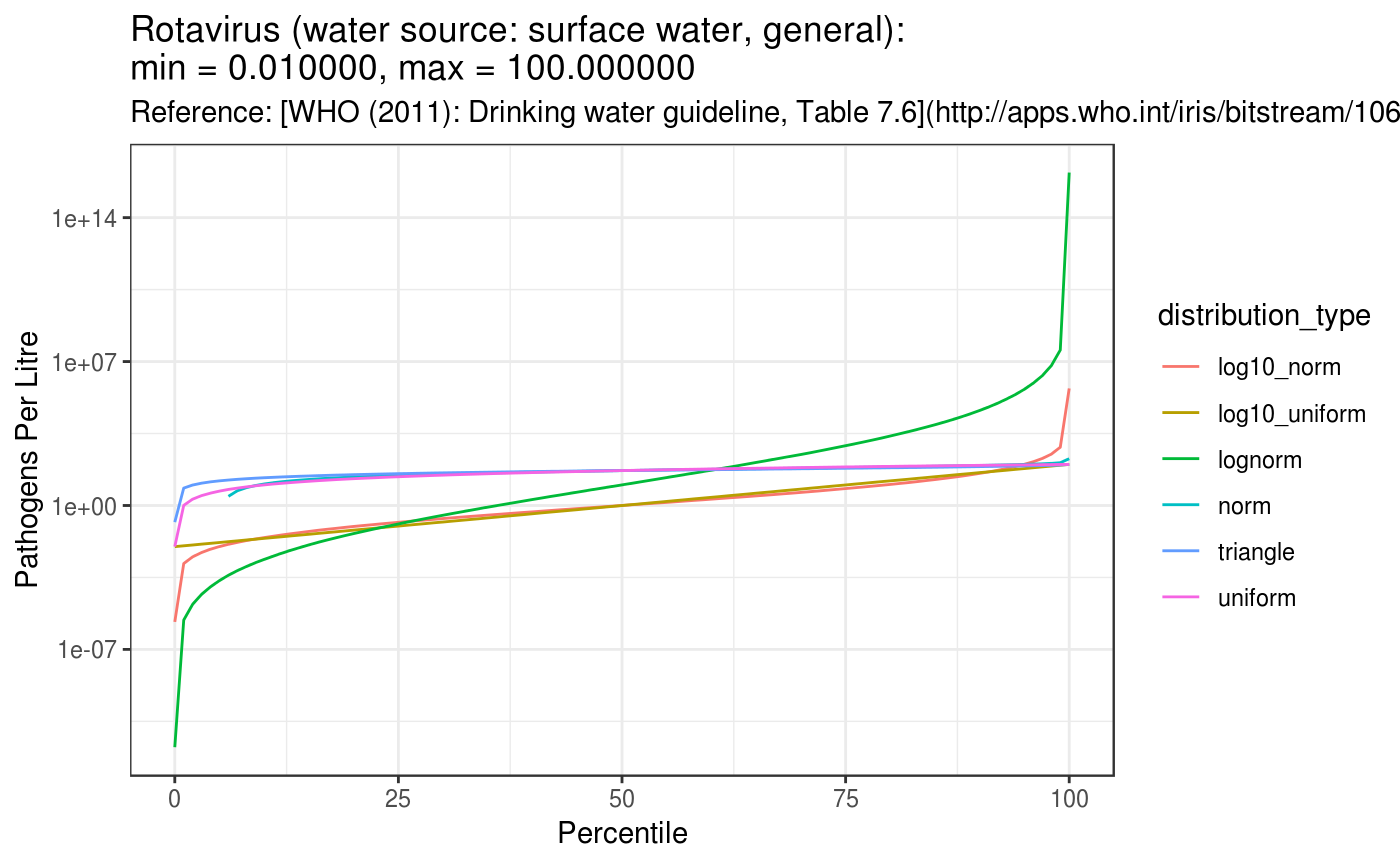 Rotavirus (water source: surface water, general):
min = 0.010000, max = 100.000000
Reference: [WHO (2011): Drinking water guideline, Table 7.6](http://apps.who.int/iris/bitstream/106
Pathogens Per Litre
1e+14
1e+07
1e+00
1e-07
0 25 50 75 100
Percentile
distribution_type
log10_norm
log10_uniform
lognorm
norm
triangle
uniform